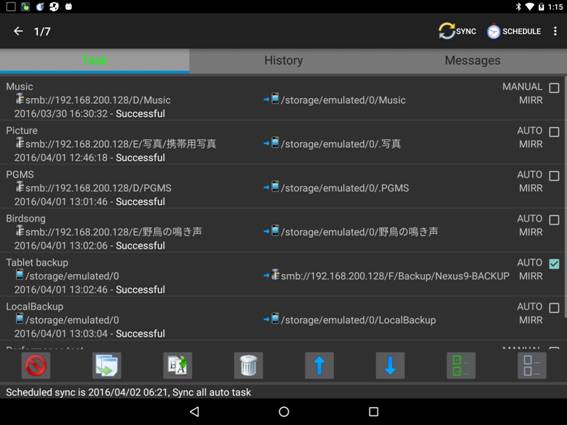 1:15
1/7
SYNC
SCHEDULE
Task
History
Messages
Music
MANUAL
smb://192.168.200.128/D/Music
/storage/emulated/0/Music
MIRR
2016/03/30 16:30:32 - Successful
Picture
AUTO
smb://192.168.200.128/E/写真/携帯用写真
/storage/emulated/0/.写真
MIRR
2016/04/01 12:46:18 - Successful
PGMS
AUTO
smb://192.168.200.128/D/PGMS
/storage/emulated/0/.PGMS
MIRR
2016/04/01 13:01:46 - Successful
Birdsong
AUTO
smb://192.168.200.128/E/野鳥の鳴き声
/storage/emulated/0/野鳥の鳴き声
MIRR
2016/04/01 13:02:06 - Successful
Tablet backup
AUTO
/storage/emulated/0
smb://192.168.200.128/F/Backup/Nexus9-BACKUP
MIRR
2016/04/01 13:02:46 - Successful
LocalBackup
AUTO
/storage/emulated/0
/storage/emulated/0/LocalBackup
MIRR
2016/04/01 13:03:04 - Successful
MANUAL
Scheduled sync is 2016/04/02 06:21, Sync all auto task